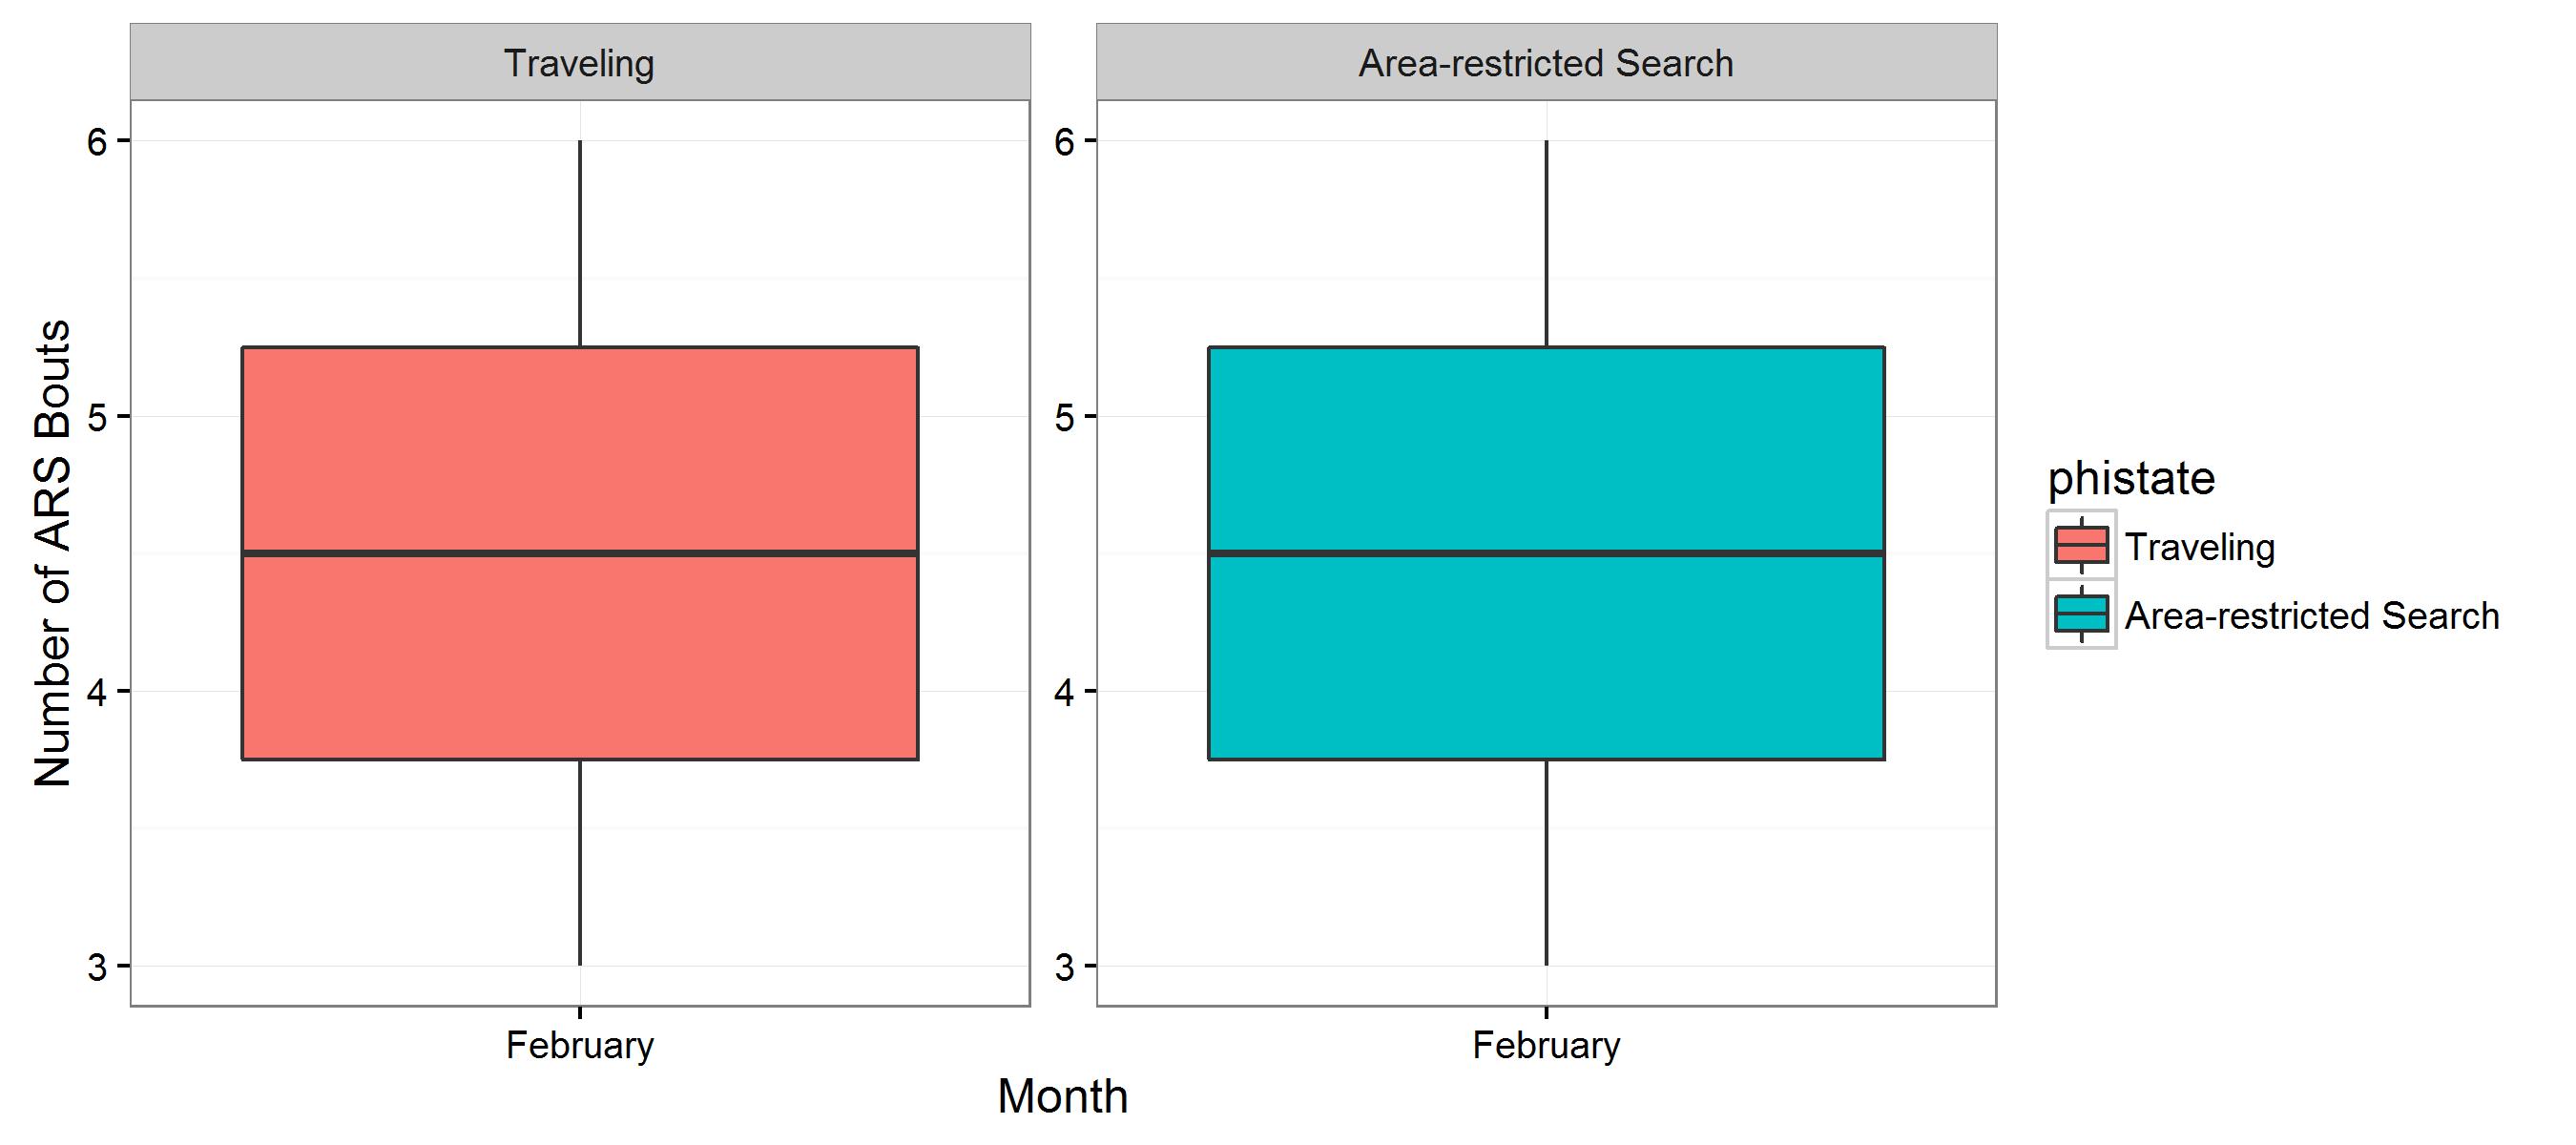 Traveling
Area-restricted Search
Number of ARS Bouts
6
5
4
3
6
5
4
3
February
February
Month
phistate
Traveling
Area-restricted Search